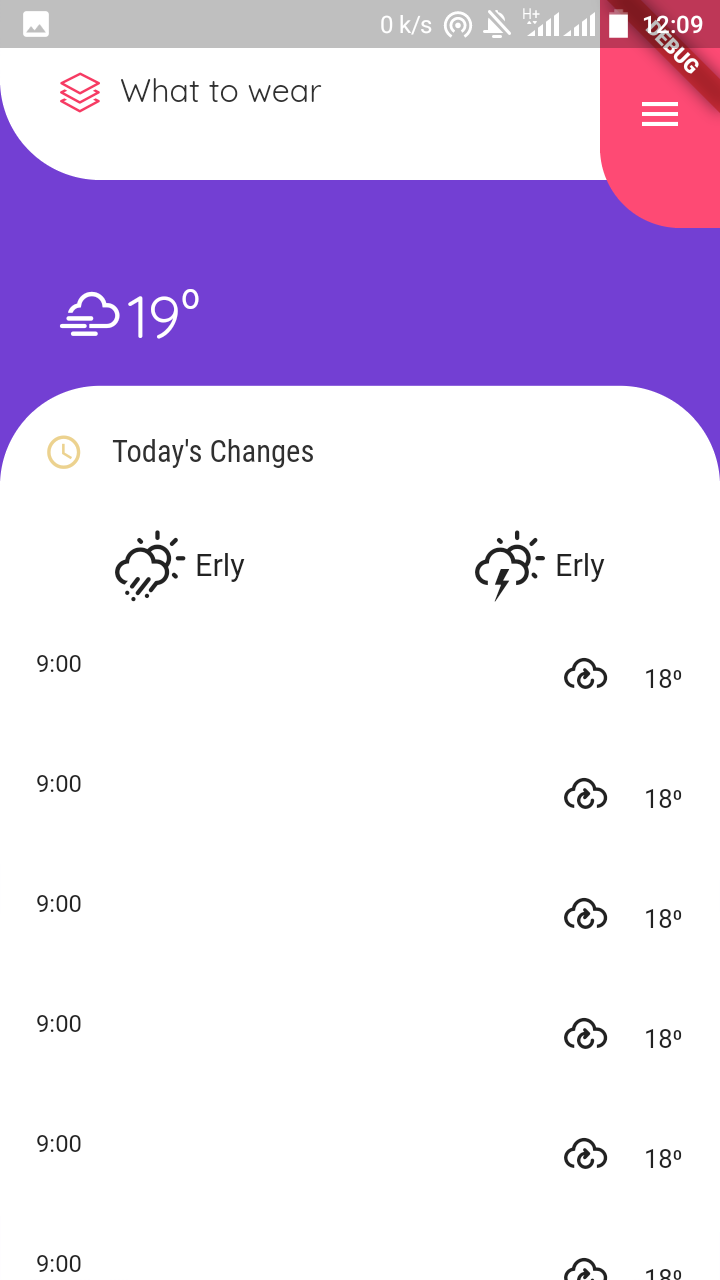 0 k/s H+ 12:09
DEBUG
What to wear
19º
Today's Changes
Erly Erly
9:00 18º
9:00 18º
9:00 18º
9:00 18º
9:00 18º
9:00 18º